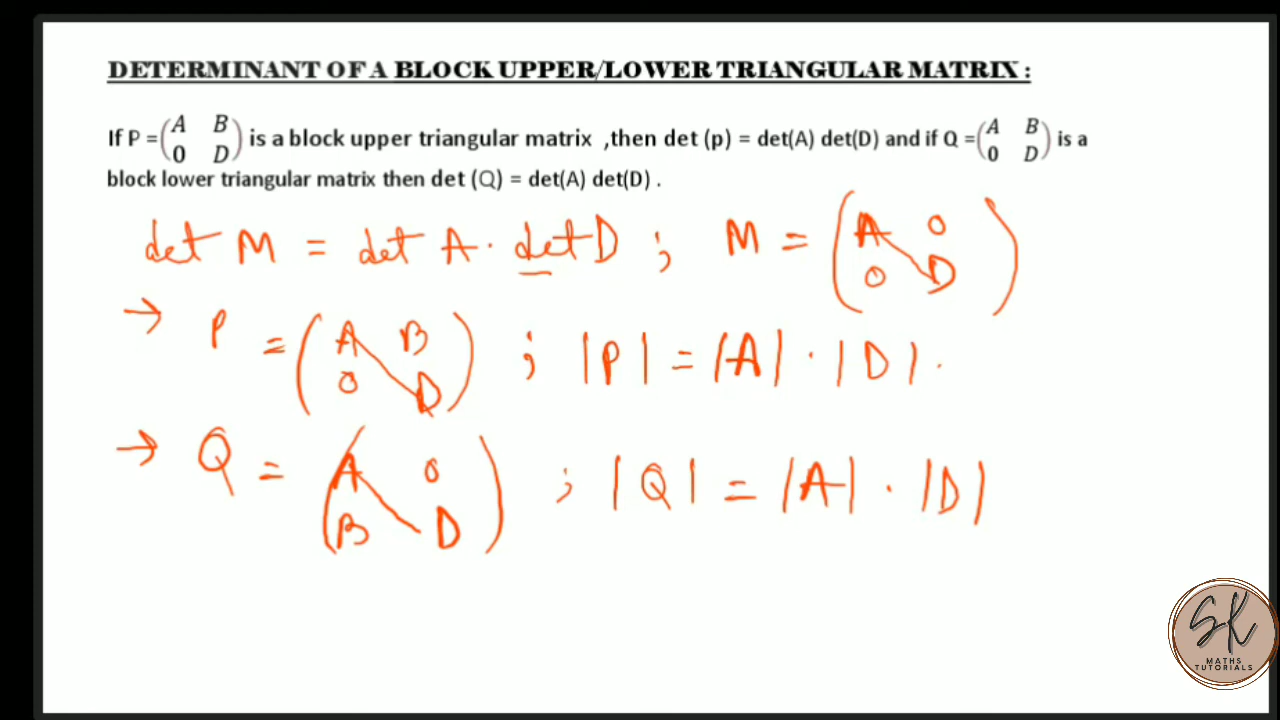 DETERMINANT OF A BLOCK UPPER/LOWER TRIANGULAR MATRIX :
If P =(A B
0 D) is a block upper triangular matrix ,then det (p) = det(A) det(D) and if Q =(A B
0 D) is a
block lower triangular matrix then det (Q) = det(A) det(D) .
det M = det A · det D ; M = (A 0
0 D)
→ P = (A B
0 D) ; |P| = |A| · |D| .
→ Q = (A 0
B D) ; |Q| = |A| · |D|
SK
MATHS
TUTORIALS